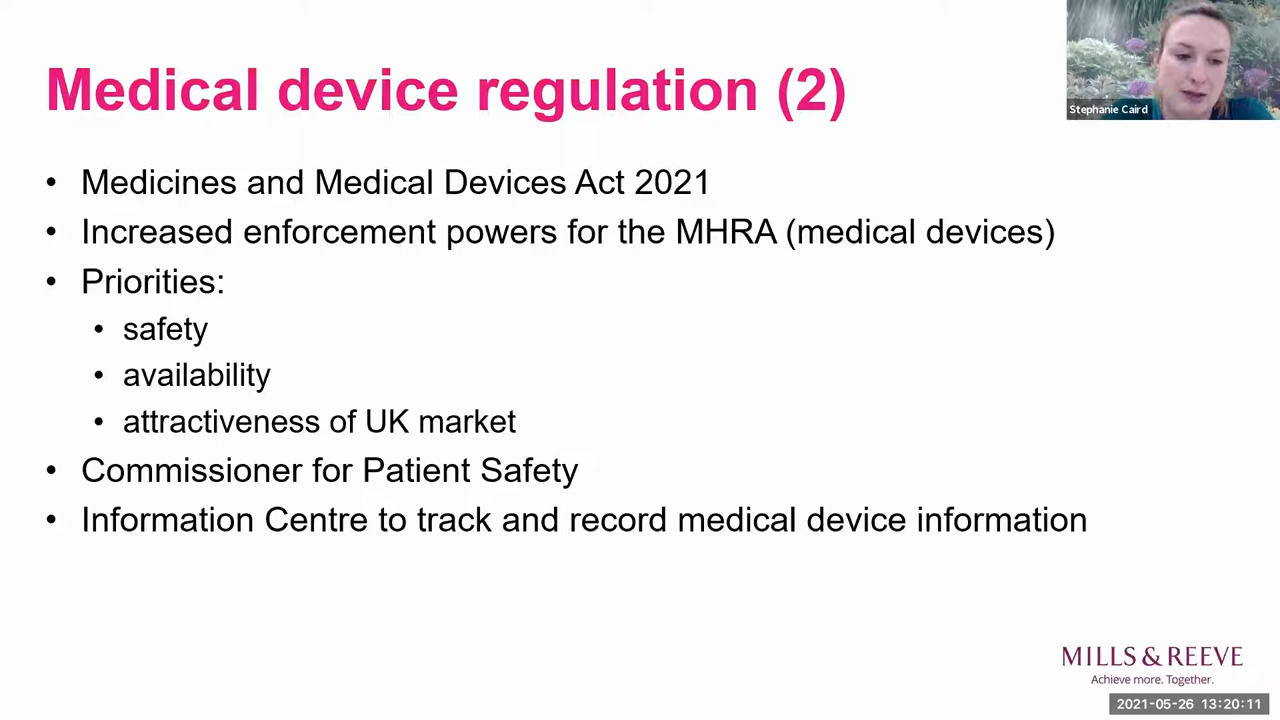 Medical device regulation (2)
Stephanie Caird
• Medicines and Medical Devices Act 2021
• Increased enforcement powers for the MHRA (medical devices)
• Priorities:
• safety
• availability
• attractiveness of UK market
• Commissioner for Patient Safety
• Information Centre to track and record medical device information
MILLS & REEVE
Achieve more. Together.
2021-05-26 13:20:11